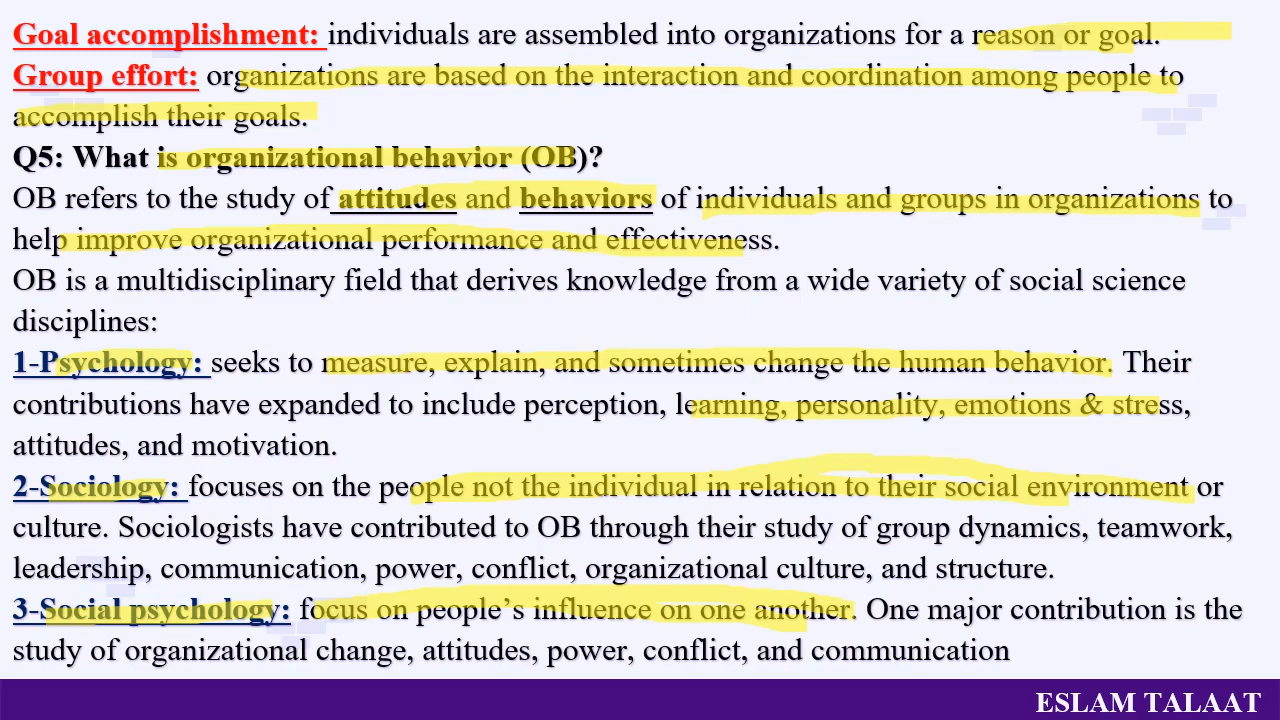 Goal accomplishment: individuals are assembled into organizations for a reason or goal.
Group effort: organizations are based on the interaction and coordination among people to
accomplish their goals.
Q5: What is organizational behavior (OB)?
OB refers to the study of attitudes and behaviors of individuals and groups in organizations to
help improve organizational performance and effectiveness.
OB is a multidisciplinary field that derives knowledge from a wide variety of social science
disciplines:
1-Psychology: seeks to measure, explain, and sometimes change the human behavior. Their
contributions have expanded to include perception, learning, personality, emotions & stress,
attitudes, and motivation.
2-Sociology: focuses on the people not the individual in relation to their social environment or
culture. Sociologists have contributed to OB through their study of group dynamics, teamwork,
leadership, communication, power, conflict, organizational culture, and structure.
3-Social psychology: focus on people’s influence on one another. One major contribution is the
study of organizational change, attitudes, power, conflict, and communication
ESLAM TALAAT